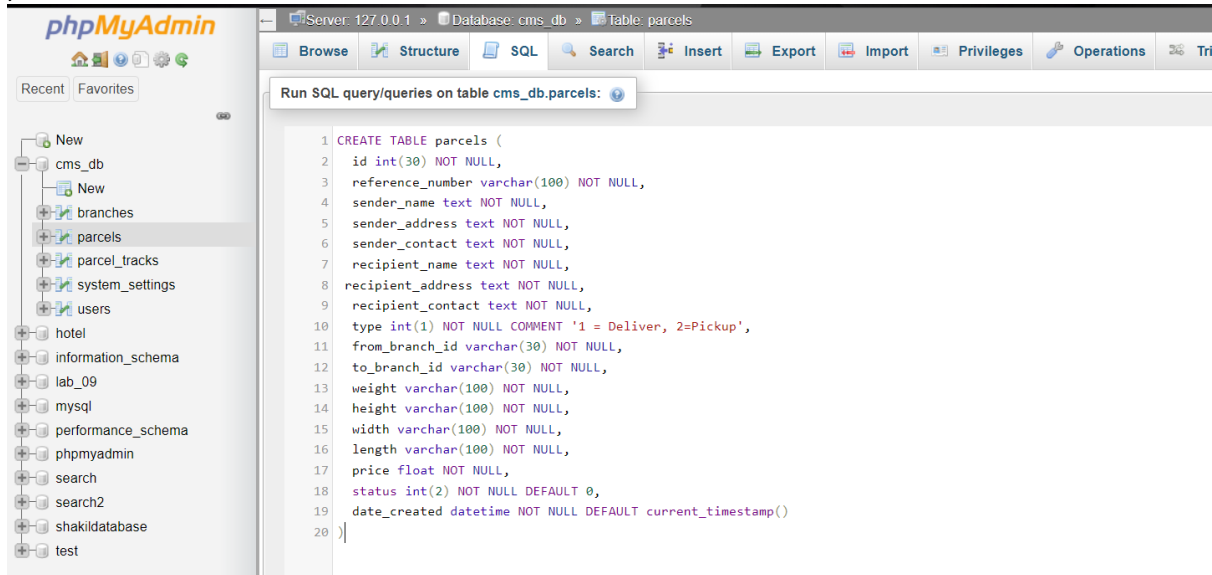 phpMyAdmin
Recent Favorites
New
cms_db
New
branches
parcels
parcel_tracks
system_settings
users
hotel
information_schema
lab_09
mysql
performance_schema
phpmyadmin
search
search2
shakildatabase
test
Server: 127.0.0.1 » Database: cms_db » Table: parcels
Browse Structure SQL Search Insert Export Import Privileges Operations Tri
Run SQL query/queries on table cms_db.parcels:
1 CREATE TABLE parcels (
2 id int(30) NOT NULL,
3 reference_number varchar(100) NOT NULL,
4 sender_name text NOT NULL,
5 sender_address text NOT NULL,
6 sender_contact text NOT NULL,
7 recipient_name text NOT NULL,
8 recipient_address text NOT NULL,
9 recipient_contact text NOT NULL,
10 type int(1) NOT NULL COMMENT '1 = Deliver, 2=Pickup',
11 from_branch_id varchar(30) NOT NULL,
12 to_branch_id varchar(30) NOT NULL,
13 weight varchar(100) NOT NULL,
14 height varchar(100) NOT NULL,
15 width varchar(100) NOT NULL,
16 length varchar(100) NOT NULL,
17 price float NOT NULL,
18 status int(2) NOT NULL DEFAULT 0,
19 date_created datetime NOT NULL DEFAULT current_timestamp()
20 )